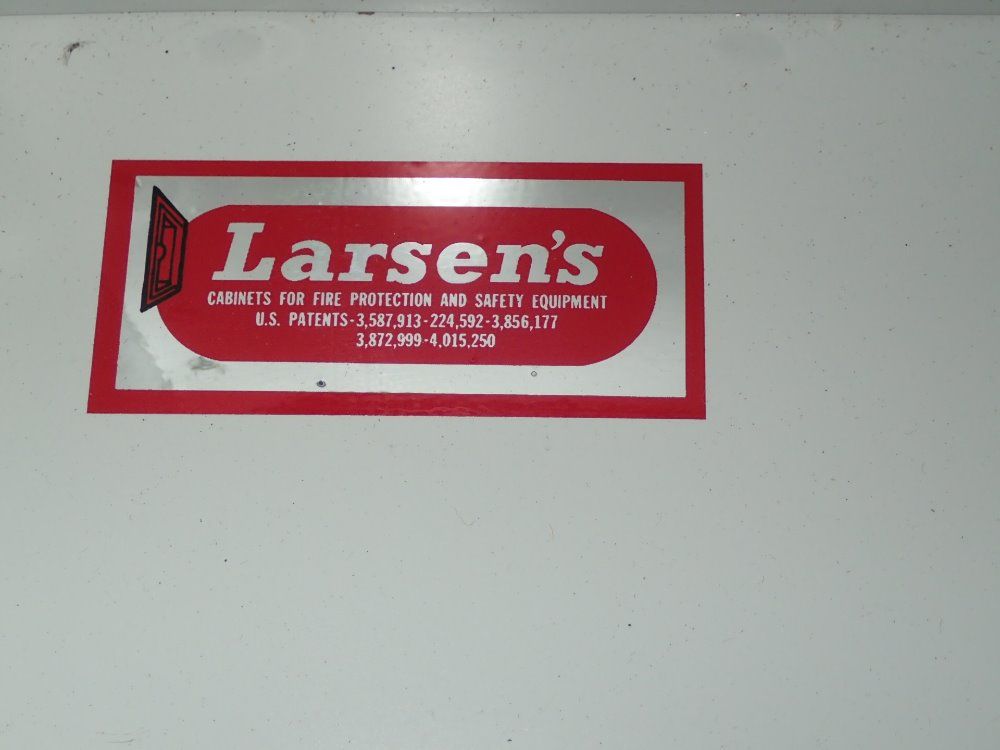 Larsen's
CABINETS FOR FIRE PROTECTION AND SAFETY EQUIPMENT
U.S. PATENTS-3,587,913-224,592-3,856,177
3,872,999-4,015,250